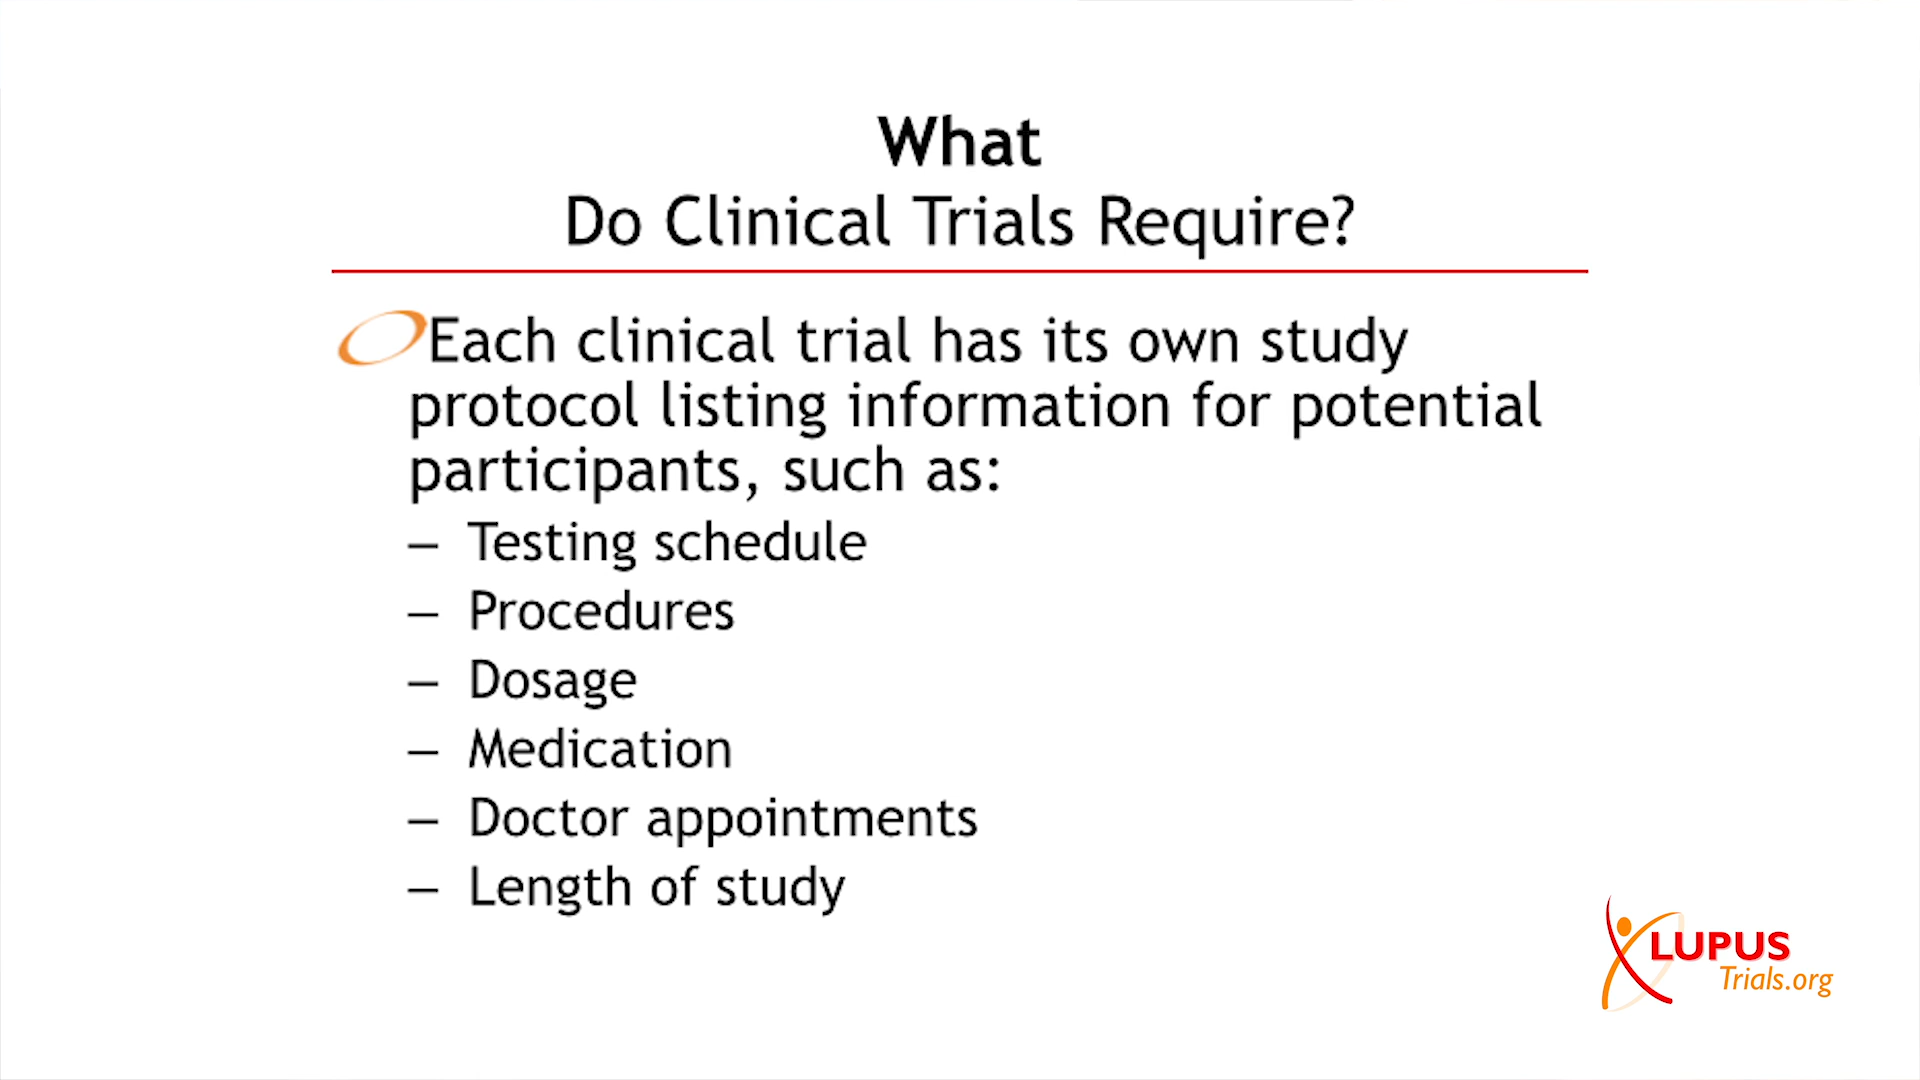 What
Do Clinical Trials Require?
Each clinical trial has its own study
protocol listing information for potential
participants, such as:
– Testing schedule
– Procedures
– Dosage
– Medication
– Doctor appointments
– Length of study
LUPUS
Trials.org